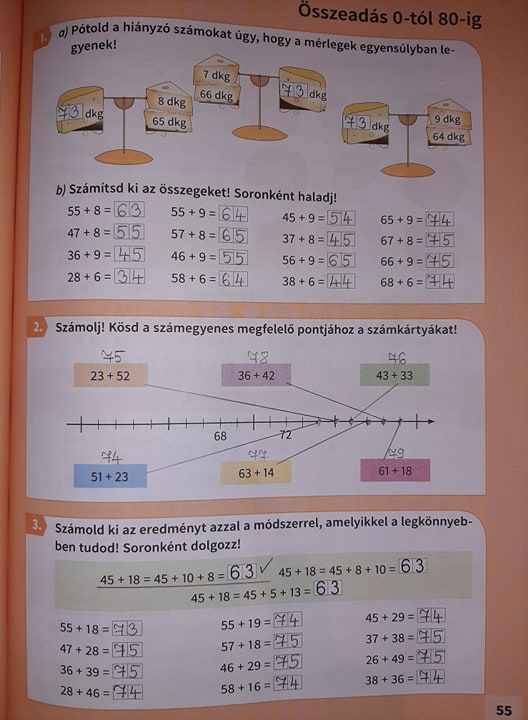 Összeadás 0-tól 80-ig
1. a) Pótold a hiányzó számokat úgy, hogy a mérlegek egyensúlyban le-
gyenek!
73 dkg 8 dkg 65 dkg
7 dkg 66 dkg 73 dkg
73 dkg 9 dkg 64 dkg
b) Számítsd ki az összegeket! Soronként haladj!
55 + 8 = 63 55 + 9 = 64 45 + 9 = 54 65 + 9 = 74
47 + 8 = 55 57 + 8 = 65 37 + 8 = 45 67 + 8 = 75
36 + 9 = 45 46 + 9 = 55 56 + 9 = 65 66 + 9 = 75
28 + 6 = 34 58 + 6 = 64 38 + 6 = 44 68 + 6 = 74
2. Számolj! Kösd a számegyenes megfelelő pontjához a számkártyákat!
75 78 76
23 + 52 36 + 42 43 + 33
68 72
74 77 79
51 + 23 63 + 14 61 + 18
3. Számold ki az eredményt azzal a módszerrel, amelyikkel a legkönnyeb-
ben tudod! Soronként dolgozz!
45 + 18 = 45 + 10 + 8 = 63 ✓ 45 + 18 = 45 + 8 + 10 = 63
45 + 18 = 45 + 5 + 13 = 63
55 + 18 = 73 55 + 19 = 74 45 + 29 = 74
47 + 28 = 75 57 + 18 = 75 37 + 38 = 75
36 + 39 = 75 46 + 29 = 75 26 + 49 = 75
28 + 46 = 74 58 + 16 = 74 38 + 36 = 74
55